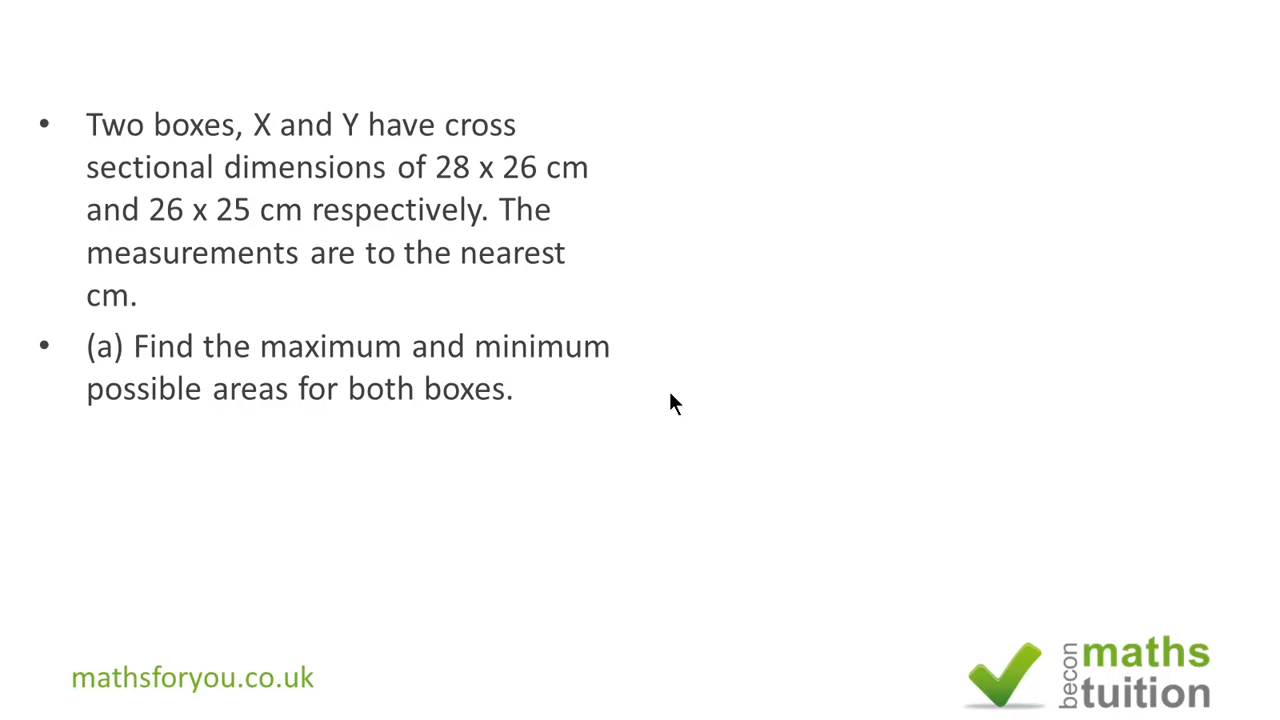 • Two boxes, X and Y have cross
sectional dimensions of 28 x 26 cm
and 26 x 25 cm respectively. The
measurements are to the nearest
cm.
• (a) Find the maximum and minimum
possible areas for both boxes.
mathsforyou.co.uk
becon
maths
tuition